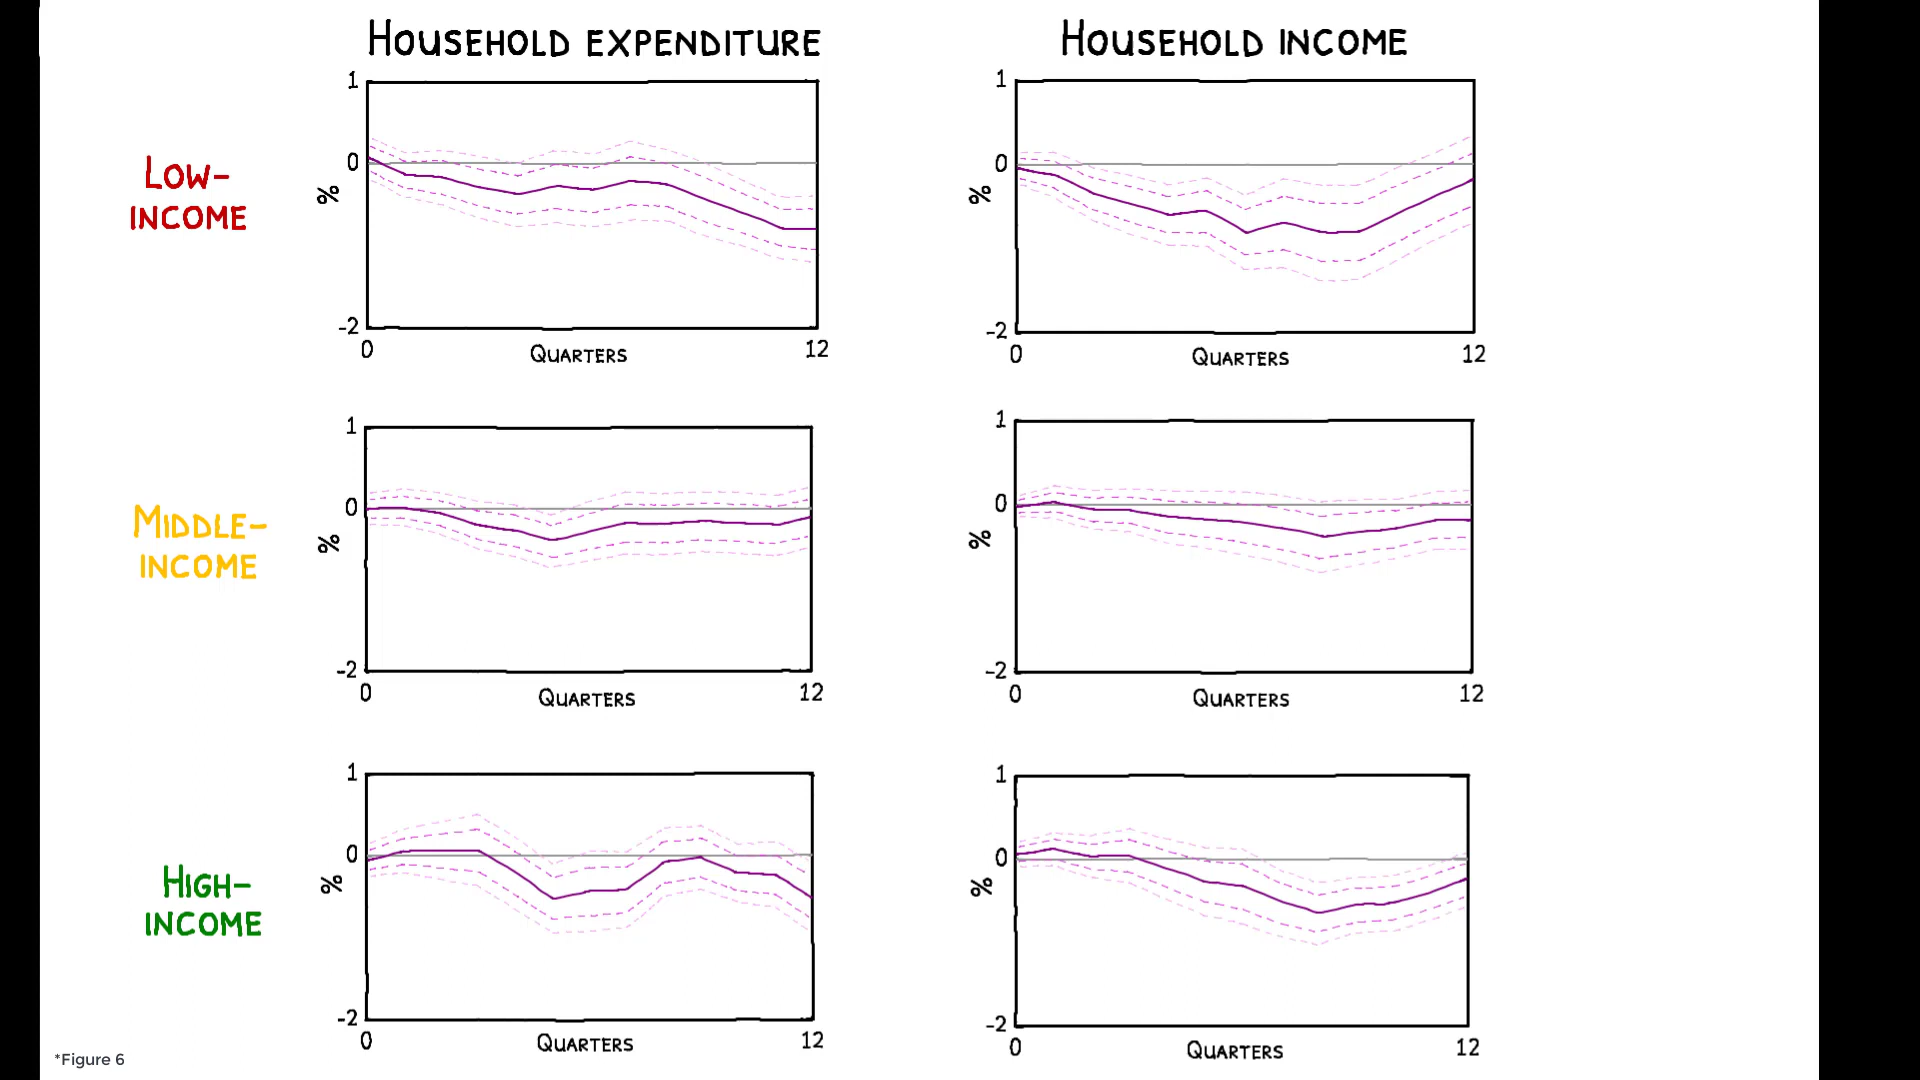 HOUSEHOLD EXPENDITURE
HOUSEHOLD INCOME
LOW-
INCOME
1
0
%
-2
0
QUARTERS
12
1
0
%
-2
0
QUARTERS
12
MIDDLE-
INCOME
1
0
%
-2
0
QUARTERS
12
1
0
%
-2
0
QUARTERS
12
HIGH-
INCOME
1
0
%
-2
0
QUARTERS
12
1
0
%
-2
0
QUARTERS
12
*Figure 6